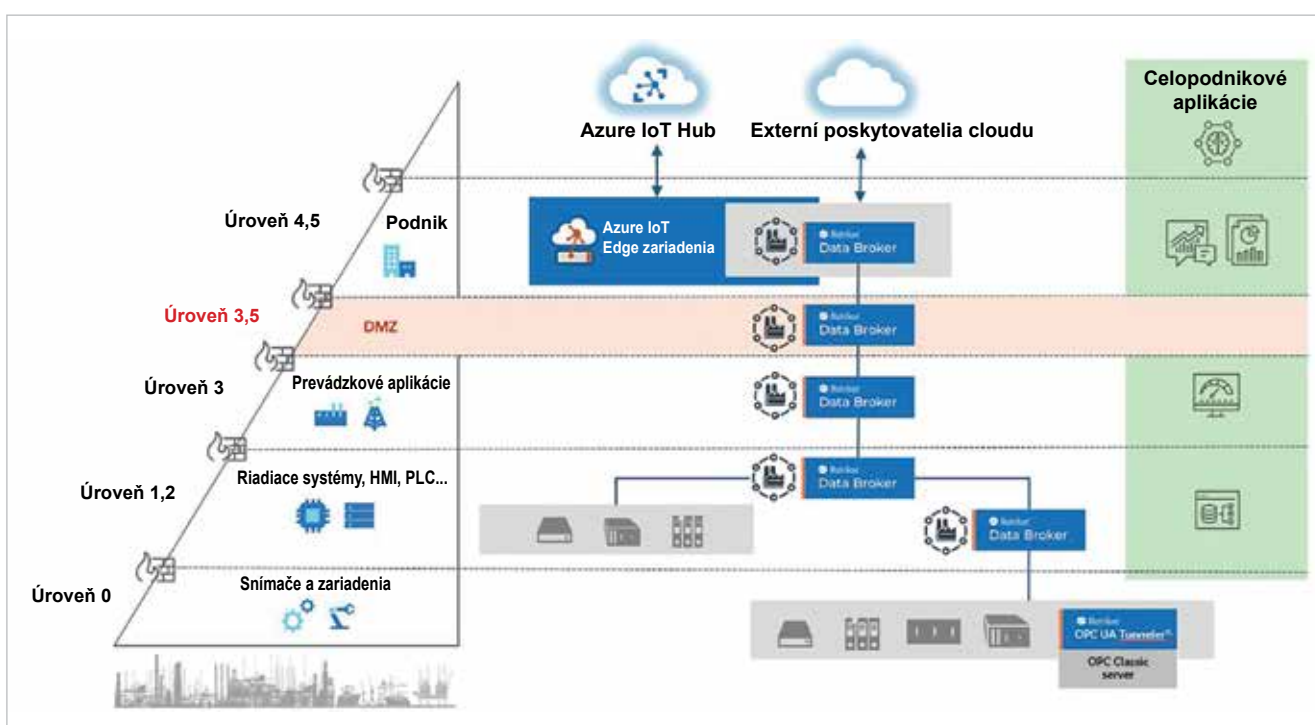 Celopodnikové
aplikácie
Azure IoT Hub
Externí poskytovatelia cloudu
Úroveň 4,5
Podnik
Azure IoT
Edge zariadenia
Data Broker
Úroveň 3,5
DMZ
Data Broker
Úroveň 3
Prevádzkové aplikácie
Data Broker
Úroveň 1,2
Riadiace systémy, HMI, PLC...
Data Broker
Data Broker
Úroveň 0
Snímače a zariadenia
OPC UA Tunneller
OPC Classic
server